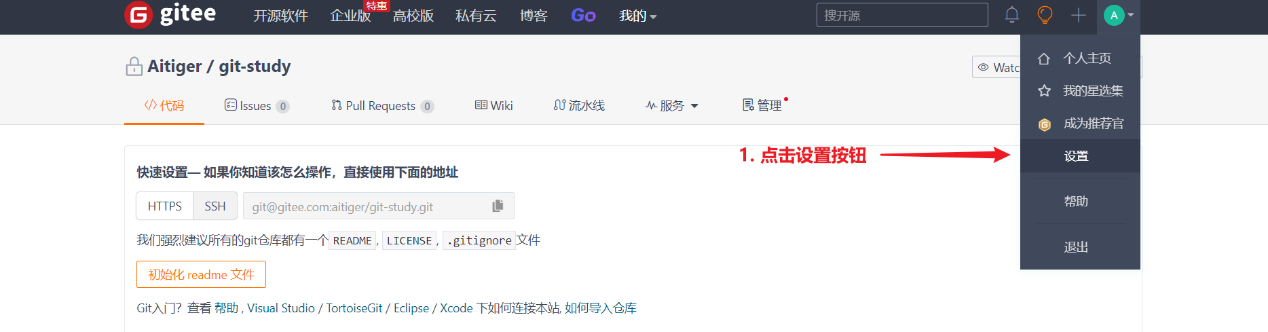 特惠
gitee 开源软件 企业版 高校版 私有云 博客 Go 我的 搜开源 A
Aitiger / git-study Watc
个人主页
我的星选集
代码 Issues 0 Pull Requests 0 Wiki 流水线 服务 管理
成为推荐官
1. 点击设置按钮 设置
快速设置— 如果你知道该怎么操作，直接使用下面的地址
HTTPS SSH git@gitee.com:aitiger/git-study.git
帮助
我们强烈建议所有的git仓库都有一个 README , LICENSE , .gitignore 文件
退出
初始化 readme 文件
Git入门？查看 帮助 , Visual Studio / TortoiseGit / Eclipse / Xcode 下如何连接本站, 如何导入仓库